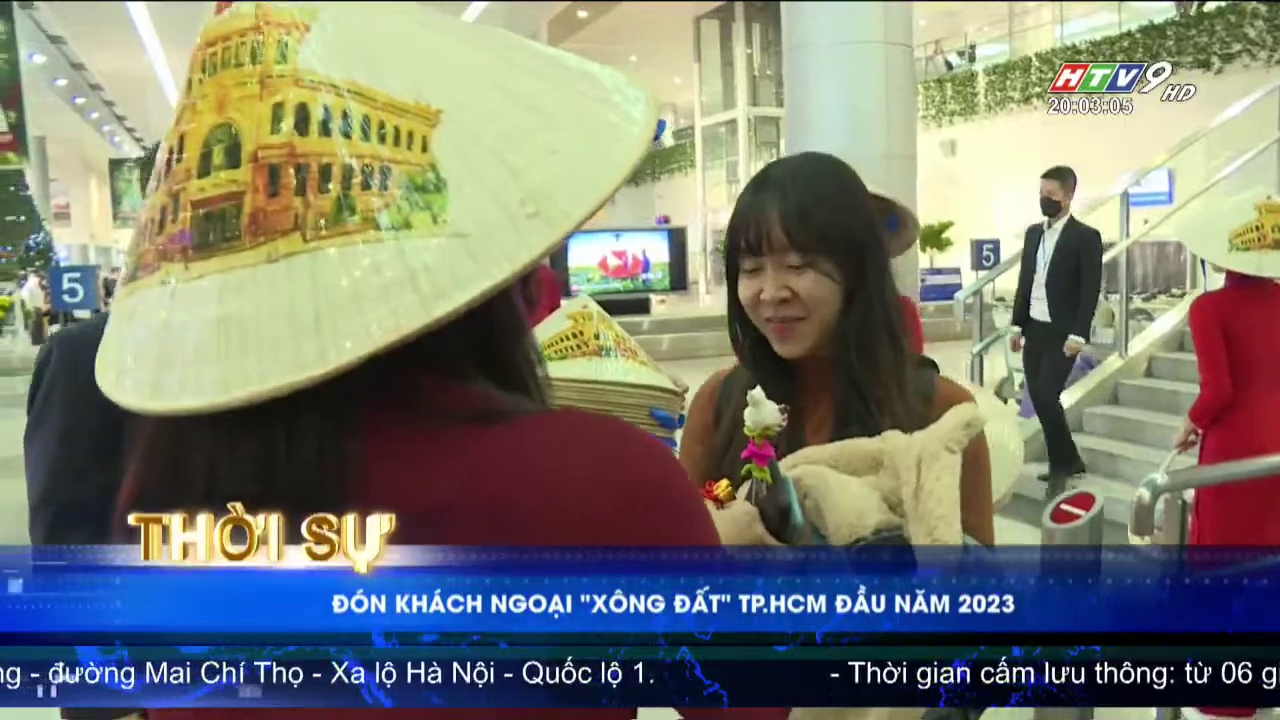 HTV9 HD
20:03:05
5
5
THỜI SỰ
ĐÓN KHÁCH NGOẠI "XÔNG ĐẤT" TP.HCM ĐẦU NĂM 2023
ng - đường Mai Chí Thọ - Xa lộ Hà Nội - Quốc lộ 1.
- Thời gian cấm lưu thông: từ 06 gi